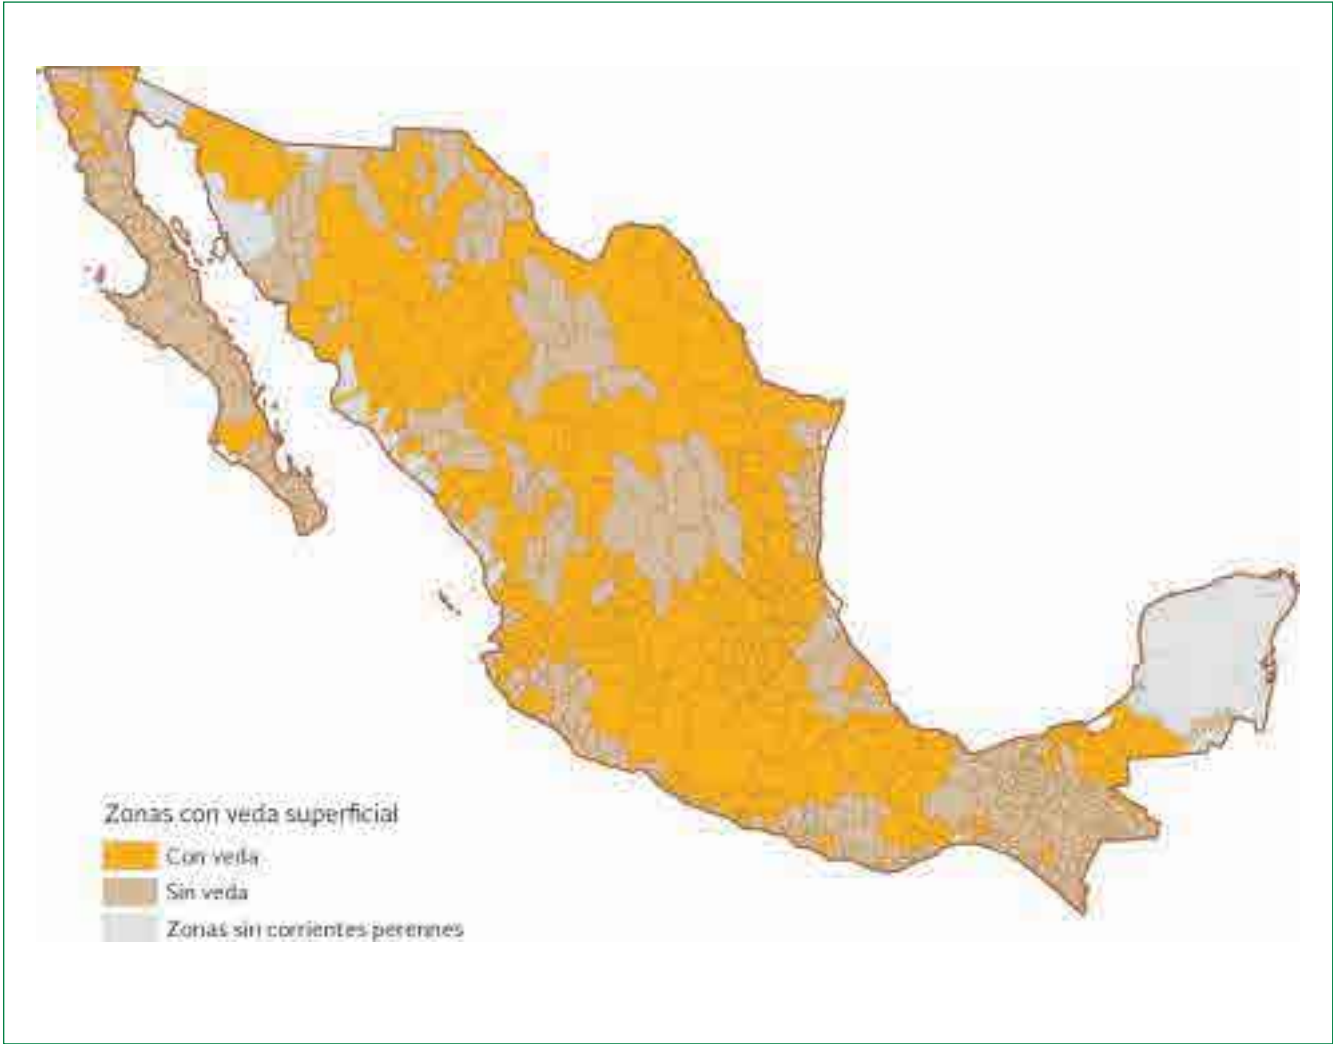 Zonas con veda superficial
Con veda
Sin veda
Zonas sin corrientes perennes